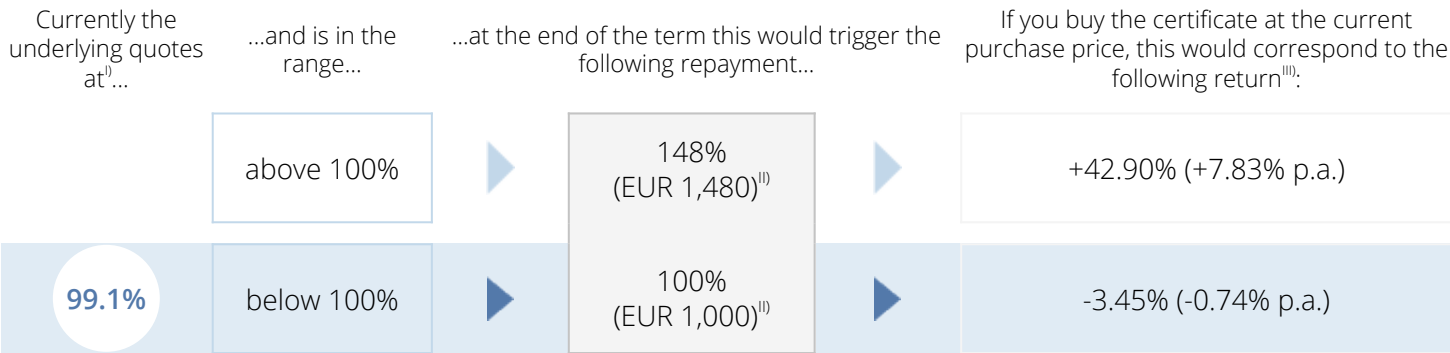 Currently the
underlying quotes
at I)...
...and is in the
range...
...at the end of the term this would trigger the
following repayment...
If you buy the certificate at the current
purchase price, this would correspond to the
following return III):
above 100%
148%
(EUR 1,480) II)
+42.90% (+7.83% p.a.)
99.1%
below 100%
100%
(EUR 1,000) II)
-3.45% (-0.74% p.a.)